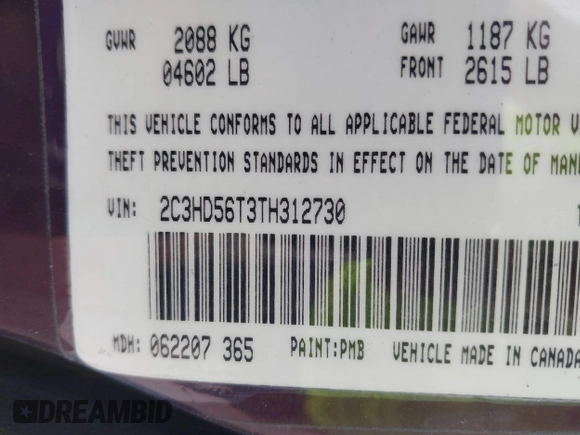 GVWR 2088 KG GAWR 1187 KG
04602 LB FRONT 2615 LB
THIS VEHICLE CONFORMS TO ALL APPLICABLE FEDERAL MOTOR
THEFT PREVENTION STANDARDS IN EFFECT ON THE DATE OF
VIN: 2C3HD56T3TH312730
MDH: 062207 365 PAINT:PMB VEHICLE MADE IN CANADA
DREAMBID